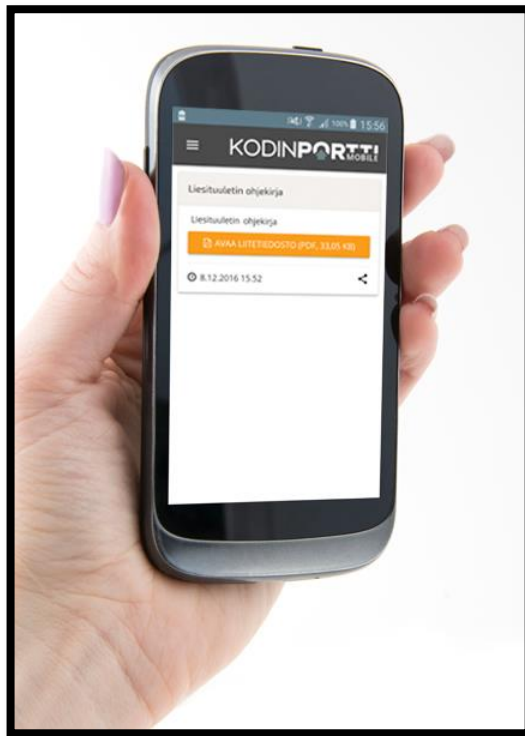 100% 15:56
KODINPORTTI
MOBILE
Liesituuletin ohjekirja
Liesituuletin ohjekirja
AVAA LIITETIEDOSTO (PDF, 33,05 KB)
8.12.2016 15.52